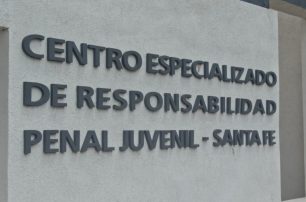 CENTRO ESPECIALIZADO
DE RESPONSABILIDAD
PENAL JUVENIL - SANTA FE